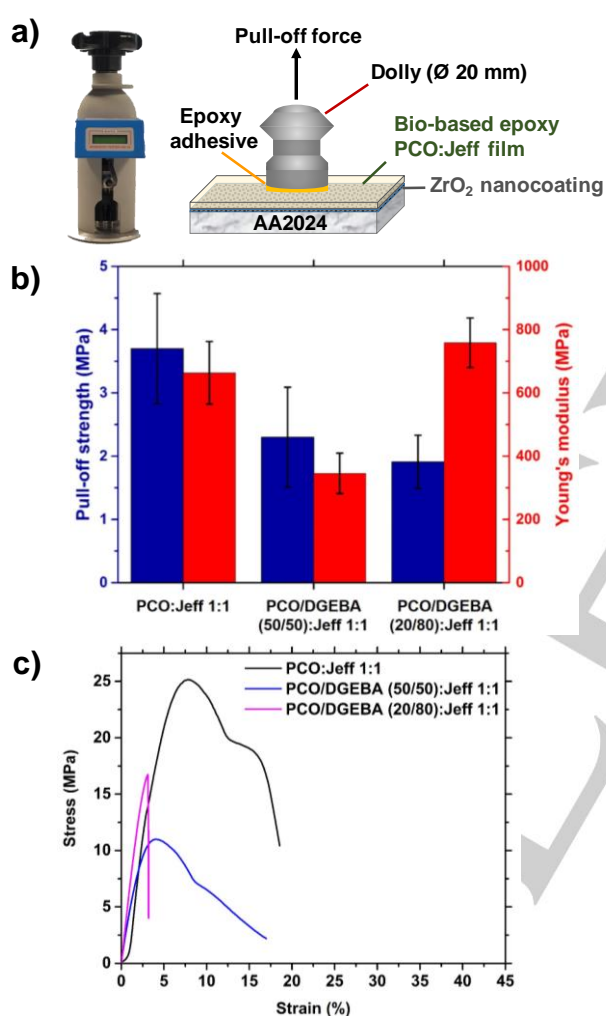 a)
Pull-off force
Dolly (Ø 20 mm)
Epoxy
adhesive
Bio-based epoxy
PCO:Jeff film
ZrO2 nanocoating
AA2024
b)
5
4
3
2
1
0
Pull-off strength (MPa)
1000
800
600
400
200
0
Young's modulus (MPa)
PCO:Jeff 1:1
PCO/DGEBA
(50/50):Jeff 1:1
PCO/DGEBA
(20/80):Jeff 1:1
c)
PCO:Jeff 1:1
PCO/DGEBA (50/50):Jeff 1:1
PCO/DGEBA (20/80):Jeff 1:1
25
20
15
10
5
0
Stress (MPa)
0 5 10 15 20 25 30 35 40 45
Strain (%)